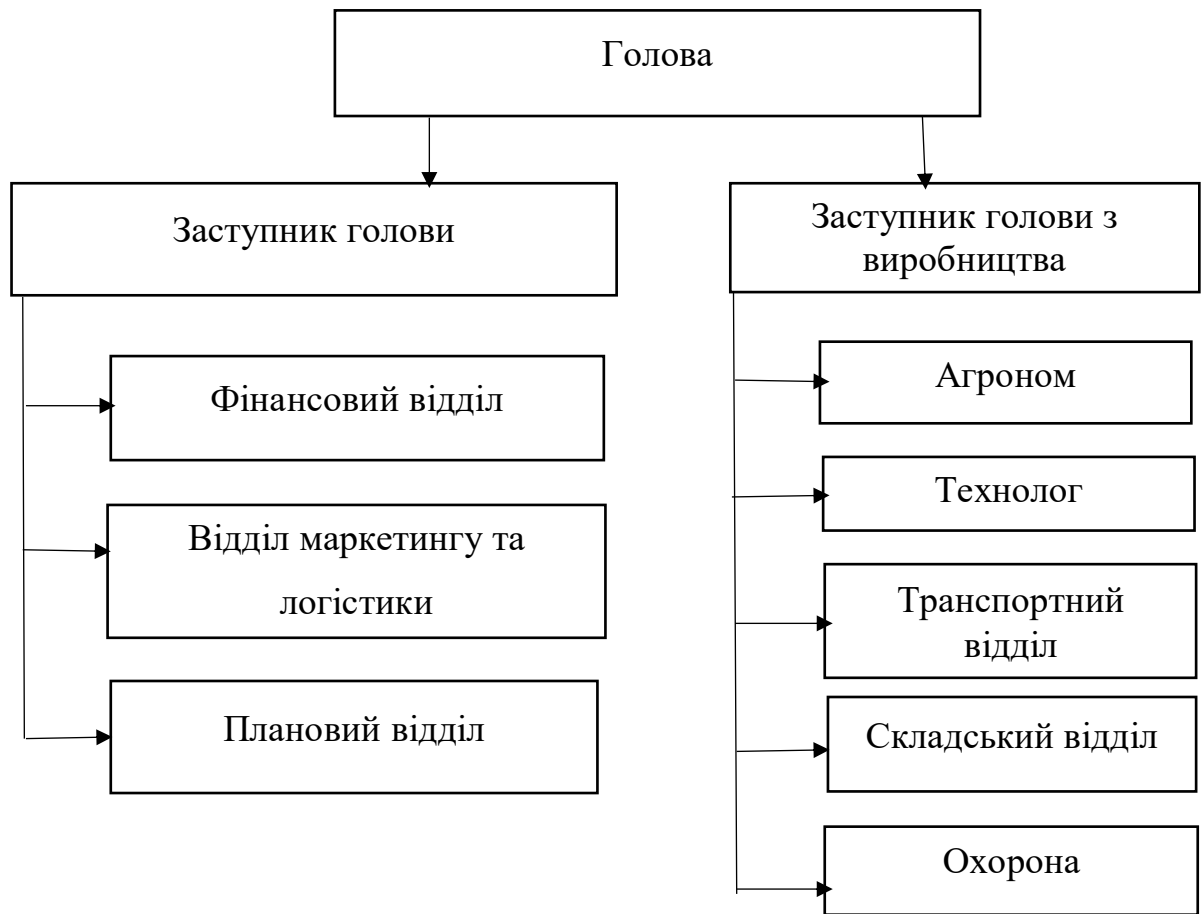 Голова
Заступник голови
Заступник голови з
виробництва
Фінансовий відділ
Відділ маркетингу та
логістики
Плановий відділ
Агроном
Технолог
Транспортний
відділ
Складський відділ
Охорона